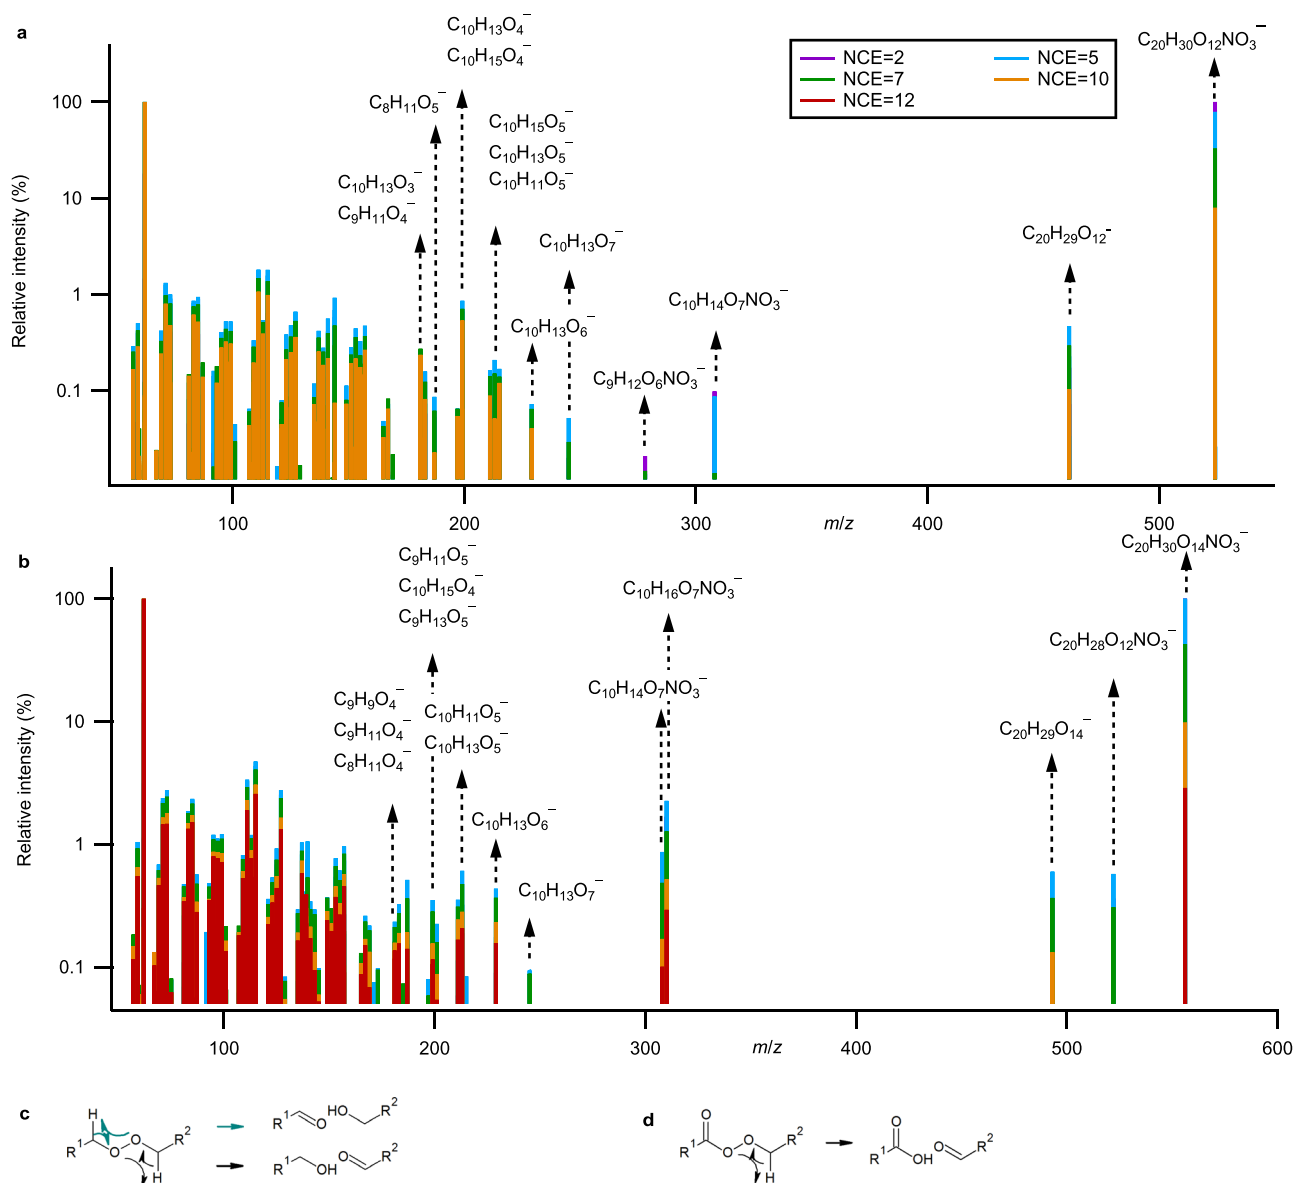 a
C₁₀H₁₃O₄⁻
C₁₀H₁₅O₄⁻
C₂₀H₃₀O₁₂NO₃⁻
NCE=2 NCE=5
NCE=7 NCE=10
NCE=12
C₈H₁₁O₅⁻
C₁₀H₁₅O₅⁻
C₁₀H₁₃O₅⁻
C₁₀H₁₁O₅⁻
C₁₀H₁₃O₃⁻
C₉H₁₁O₄⁻
C₁₀H₁₃O₇⁻
C₂₀H₂₉O₁₂⁻
C₁₀H₁₄O₇NO₃⁻
C₁₀H₁₃O₆⁻
C₉H₁₂O₆NO₃⁻
Relative intensity (%)
100
10
1
0.1
100 200 300 m/z 400 500
b
C₉H₁₁O₅⁻
C₁₀H₁₅O₄⁻
C₉H₁₃O₅⁻
C₂₀H₃₀O₁₄NO₃⁻
C₁₀H₁₆O₇NO₃⁻
C₂₀H₂₈O₁₂NO₃⁻
C₁₀H₁₄O₇NO₃⁻
C₉H₉O₄⁻
C₉H₁₁O₄⁻
C₈H₁₁O₄⁻
C₁₀H₁₁O₅⁻
C₁₀H₁₃O₅⁻
C₂₀H₂₉O₁₄⁻
C₁₀H₁₃O₆⁻
C₁₀H₁₃O₇⁻
Relative intensity (%)
100
10
1
0.1
100 200 300 m/z 400 500 600
c
H
R¹ O O R²
H
R¹ O HO R²
R¹ OH O R²
d
O
R¹ O O R²
H
O
R¹ OH O R²